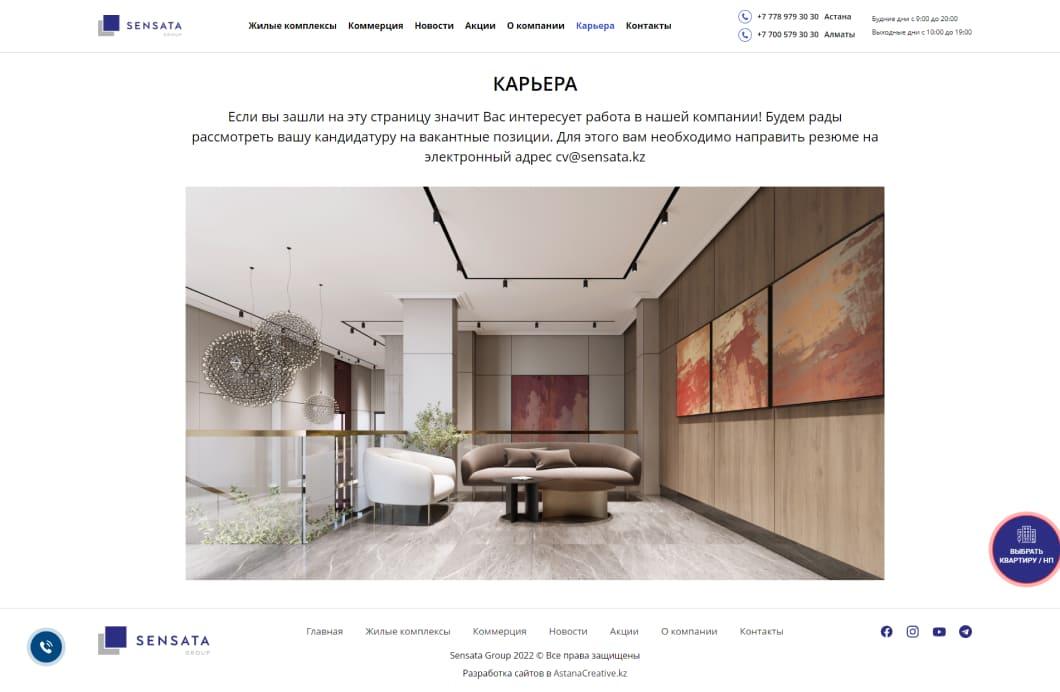 SENSATA
GROUP
Жилые комплексы Коммерция Новости Акции О компании Карьера Контакты
+7 778 979 30 30 Астана
+7 700 579 30 30 Алматы
Будние дни с 9:00 до 20:00
Выходные дни с 10:00 до 19:00
КАРЬЕРА
Если вы зашли на эту страницу значит Вас интересует работа в нашей компании! Будем рады
рассмотреть вашу кандидатуру на вакантные позиции. Для этого вам необходимо направить резюме на
электронный адрес cv@sensata.kz
ВЫБРАТЬ
КВАРТИРУ / НП
SENSATA
GROUP
Главная Жилые комплексы Коммерция Новости Акции О компании Контакты
Sensata Group 2022 © Все права защищены
Разработка сайтов в AstanaCreative.kz